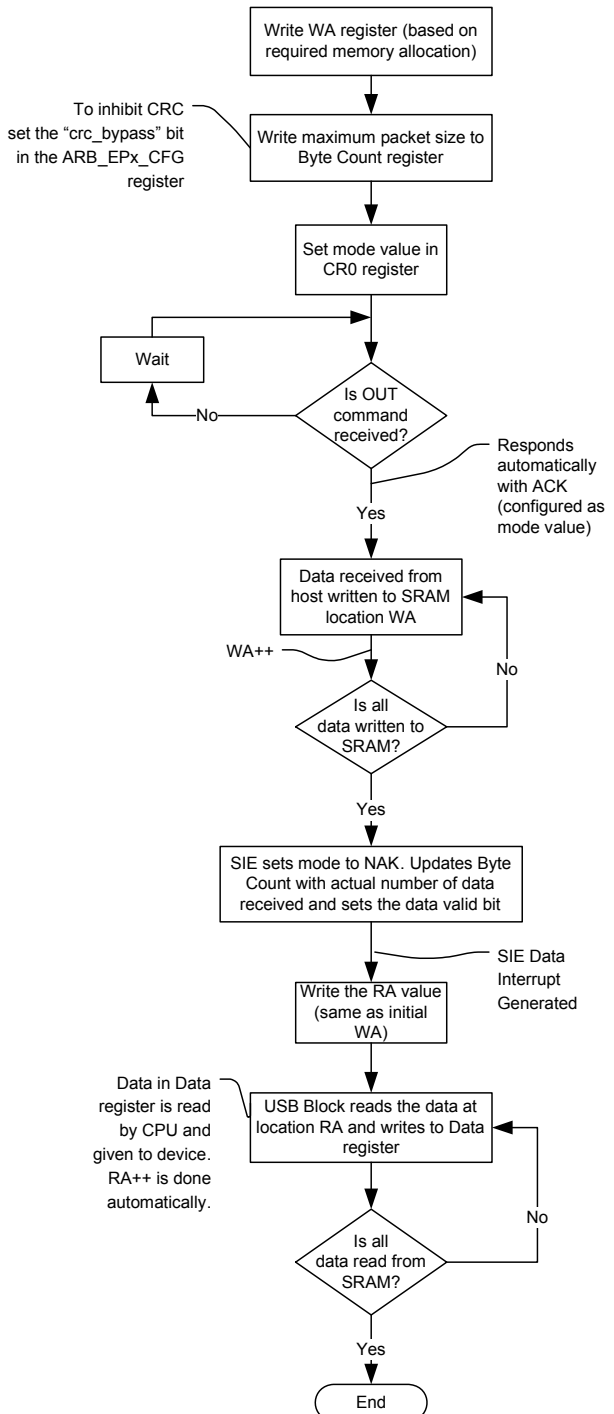 Write WA register (based on
required memory allocation)
To inhibit CRC
set the “crc_bypass” bit
in the ARB_EPx_CFG
register
Write maximum packet size to
Byte Count register
Set mode value in
CR0 register
Wait
Is OUT
command
received?
No
Responds
automatically
with ACK
(configured as
mode value)
Yes
Data received from
host written to SRAM
location WA
WA++
No
Is all
data written to
SRAM?
Yes
SIE sets mode to NAK. Updates Byte
Count with actual number of data
received and sets the data valid bit
SIE Data
Interrupt
Generated
Write the RA value
(same as initial
WA)
Data in Data
register is read
by CPU and
given to device.
RA++ is done
automatically.
USB Block reads the data at
location RA and writes to Data
register
No
Is all
data read from
SRAM?
Yes
End